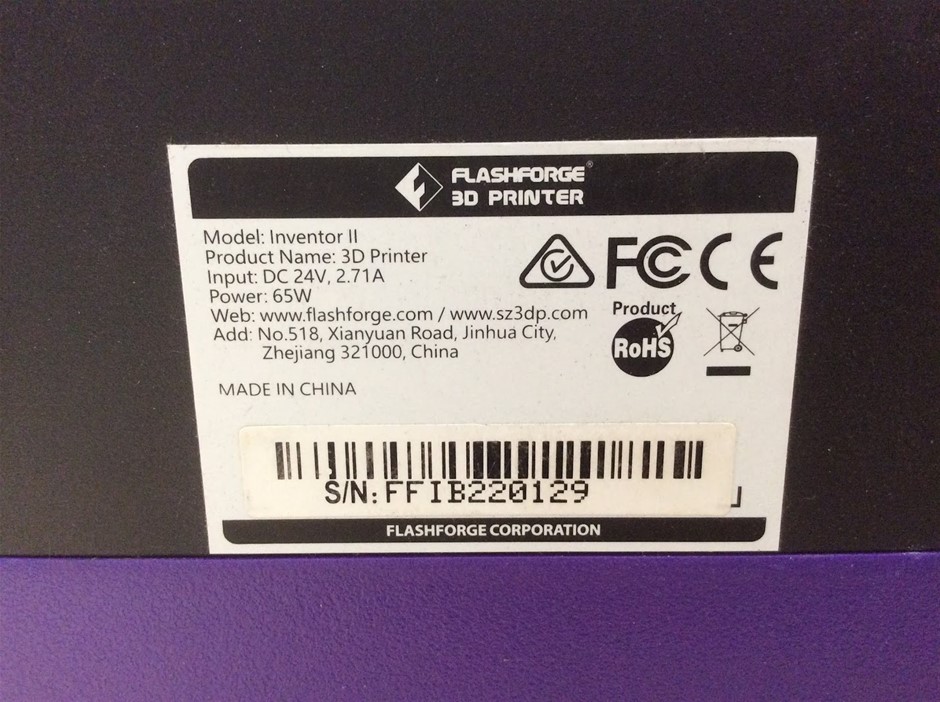 FLASHFORGE®
3D PRINTER
Model: Inventor II
Product Name: 3D Printer
Input: DC 24V, 2.71A
Power: 65W
Web: www.flashforge.com / www.sz3dp.com
Add: No.518, Xianyuan Road, Jinhua City,
Zhejiang 321000, China
MADE IN CHINA
FC CE
Product
RoHS
S/N:FFIB220129
FLASHFORGE CORPORATION